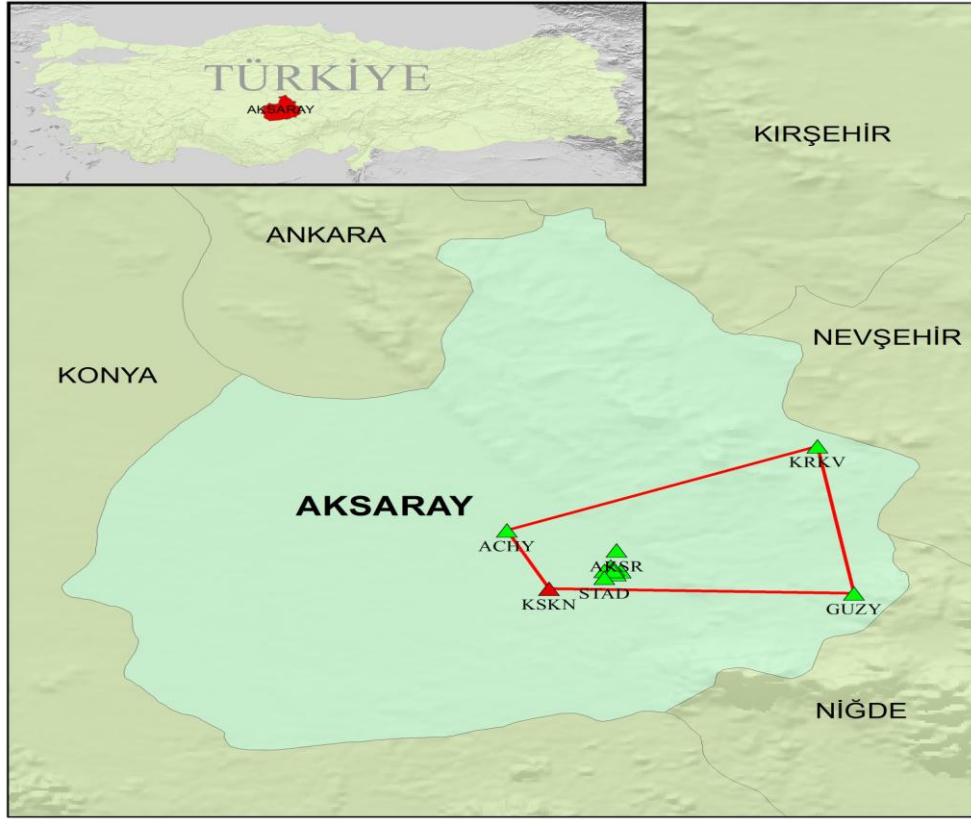 TÜRKİYE
AKSARAY
KIRŞEHİR
ANKARA
NEVŞEHİR
KONYA
KRKV
AKSARAY
ACHY
AKSR
STAD
KSKN
GUZY
NİĞDE